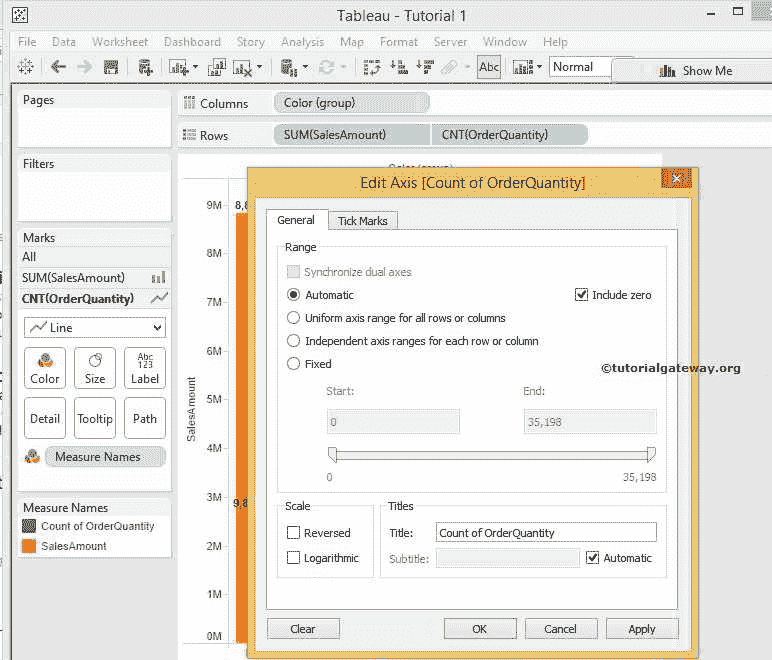 Tableau - Tutorial 1
File Data Worksheet Dashboard Story Analysis Map Format Server Window Help
Abc Normal Show Me
Pages
Columns Color (group)
Rows SUM(SalesAmount) CNT(OrderQuantity)
Filters
Marks
All
SUM(SalesAmount)
CNT(OrderQuantity)
Line
Color Size Abc 123 Label
Detail Tooltip Path
Measure Names
Measure Names
Count of OrderQuantity
SalesAmount
SalesAmount
9M
8M
7M
6M
5M
4M
3M
2M
1M
0M
Edit Axis [Count of OrderQuantity]
General Tick Marks
Range
Synchronize dual axes
Automatic Include zero
Uniform axis range for all rows or columns
Independent axis ranges for each row or column
Fixed
Start: End:
0 35,198
0 35,198
Scale Titles
Reversed Title: Count of OrderQuantity
Logarithmic Subtitle: Automatic
Clear OK Cancel Apply
©tutorialgateway.org